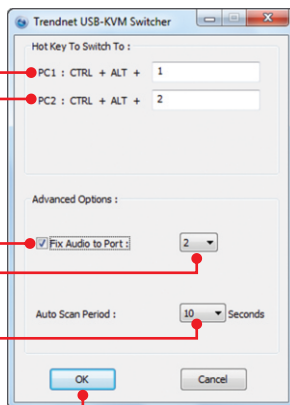 Trendnet USB-KVM Switcher
Hot Key To Switch To :
PC1 : CTRL + ALT + 1
PC2 : CTRL + ALT + 2
Advanced Options :
Fix Audio to Port : 2
Auto Scan Period : 10 Seconds
OK Cancel